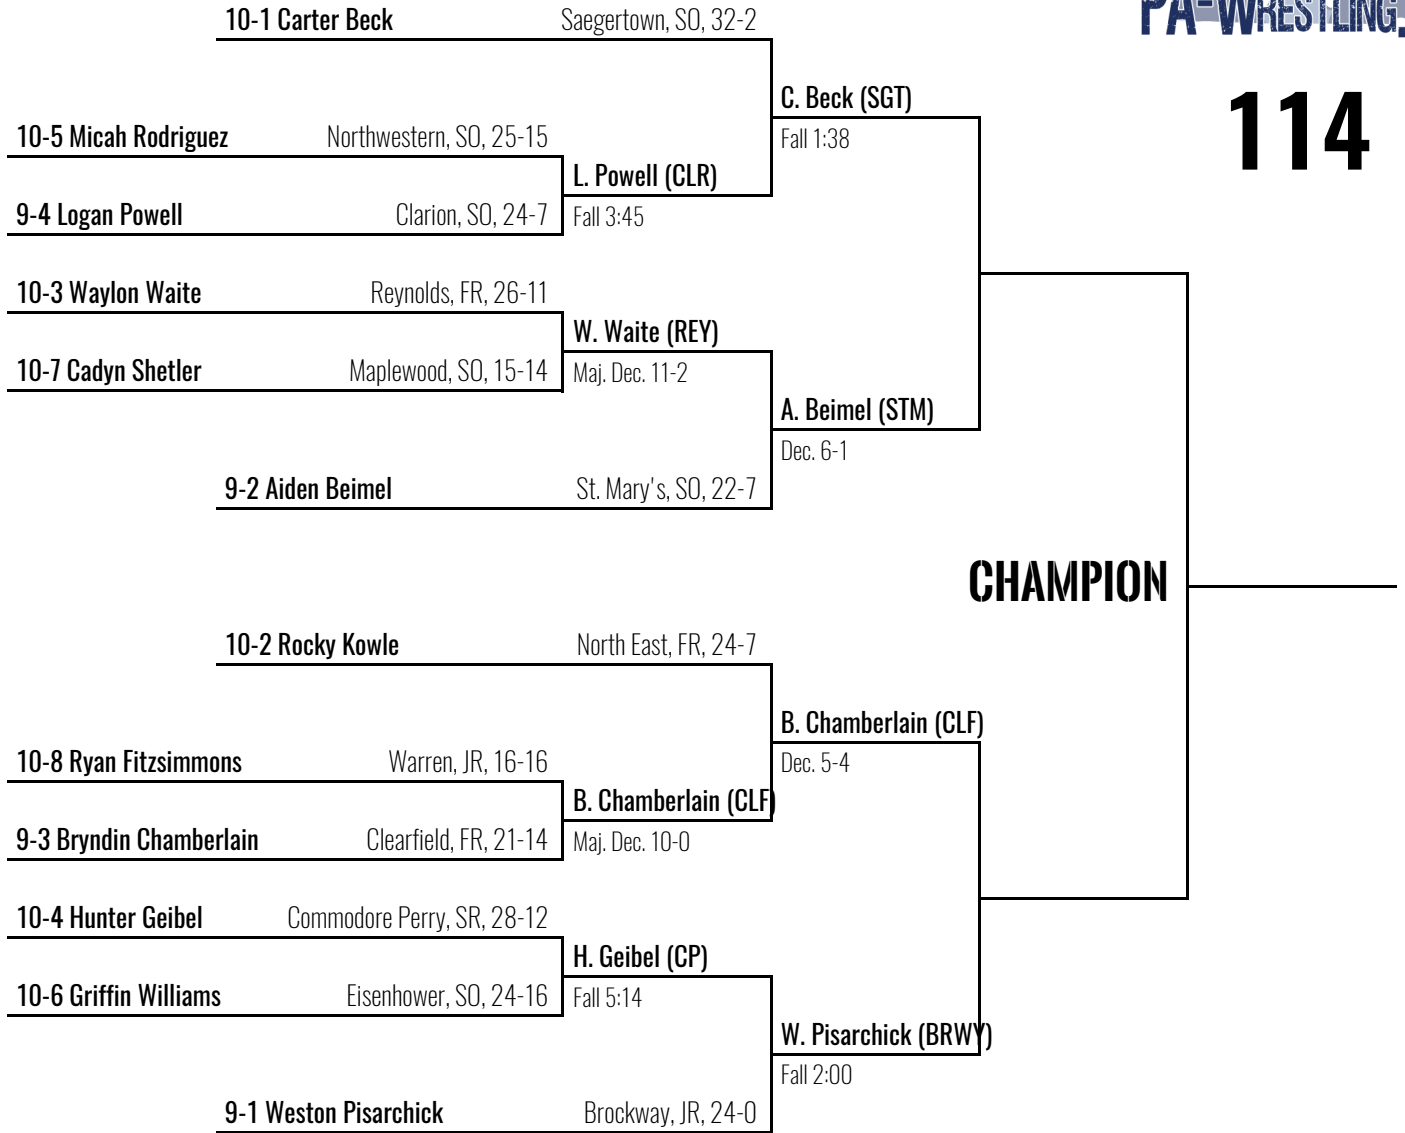 PA-WRESTLING.
114
10-1 Carter Beck Saegertown, SO, 32-2
C. Beck (SGT)
Fall 1:38
10-5 Micah Rodriguez Northwestern, SO, 25-15
L. Powell (CLR)
Fall 3:45
9-4 Logan Powell Clarion, SO, 24-7
10-3 Waylon Waite Reynolds, FR, 26-11
W. Waite (REY)
Maj. Dec. 11-2
10-7 Cadyn Shetler Maplewood, SO, 15-14
A. Beimel (STM)
Dec. 6-1
9-2 Aiden Beimel St. Mary's, SO, 22-7
CHAMPION
10-2 Rocky Kowle North East, FR, 24-7
B. Chamberlain (CLF)
Dec. 5-4
10-8 Ryan Fitzsimmons Warren, JR, 16-16
B. Chamberlain (CLF)
Maj. Dec. 10-0
9-3 Bryndin Chamberlain Clearfield, FR, 21-14
10-4 Hunter Geibel Commodore Perry, SR, 28-12
H. Geibel (CP)
Fall 5:14
10-6 Griffin Williams Eisenhower, SO, 24-16
W. Pisarchick (BRWY)
Fall 2:00
9-1 Weston Pisarchick Brockway, JR, 24-0